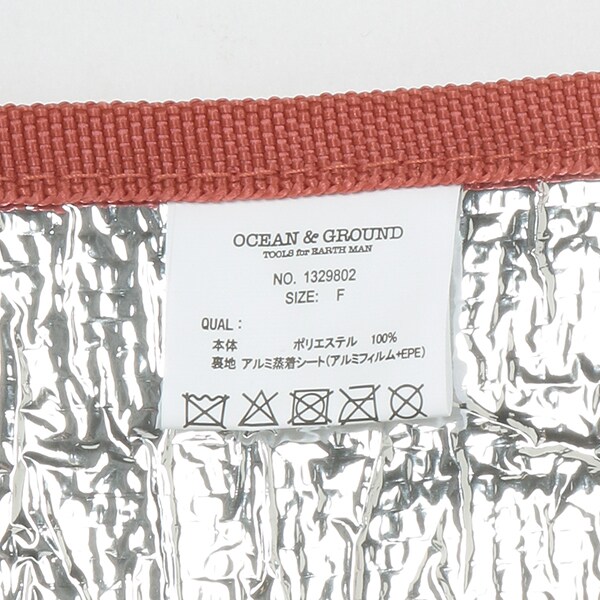 OCEAN & GROUND
TOOLS for EARTH MAN
NO. 1329802
SIZE: F
QUAL:
本体 ポリエステル 100%
裏地 アルミ蒸着シート(アルミフィルム+EPE)